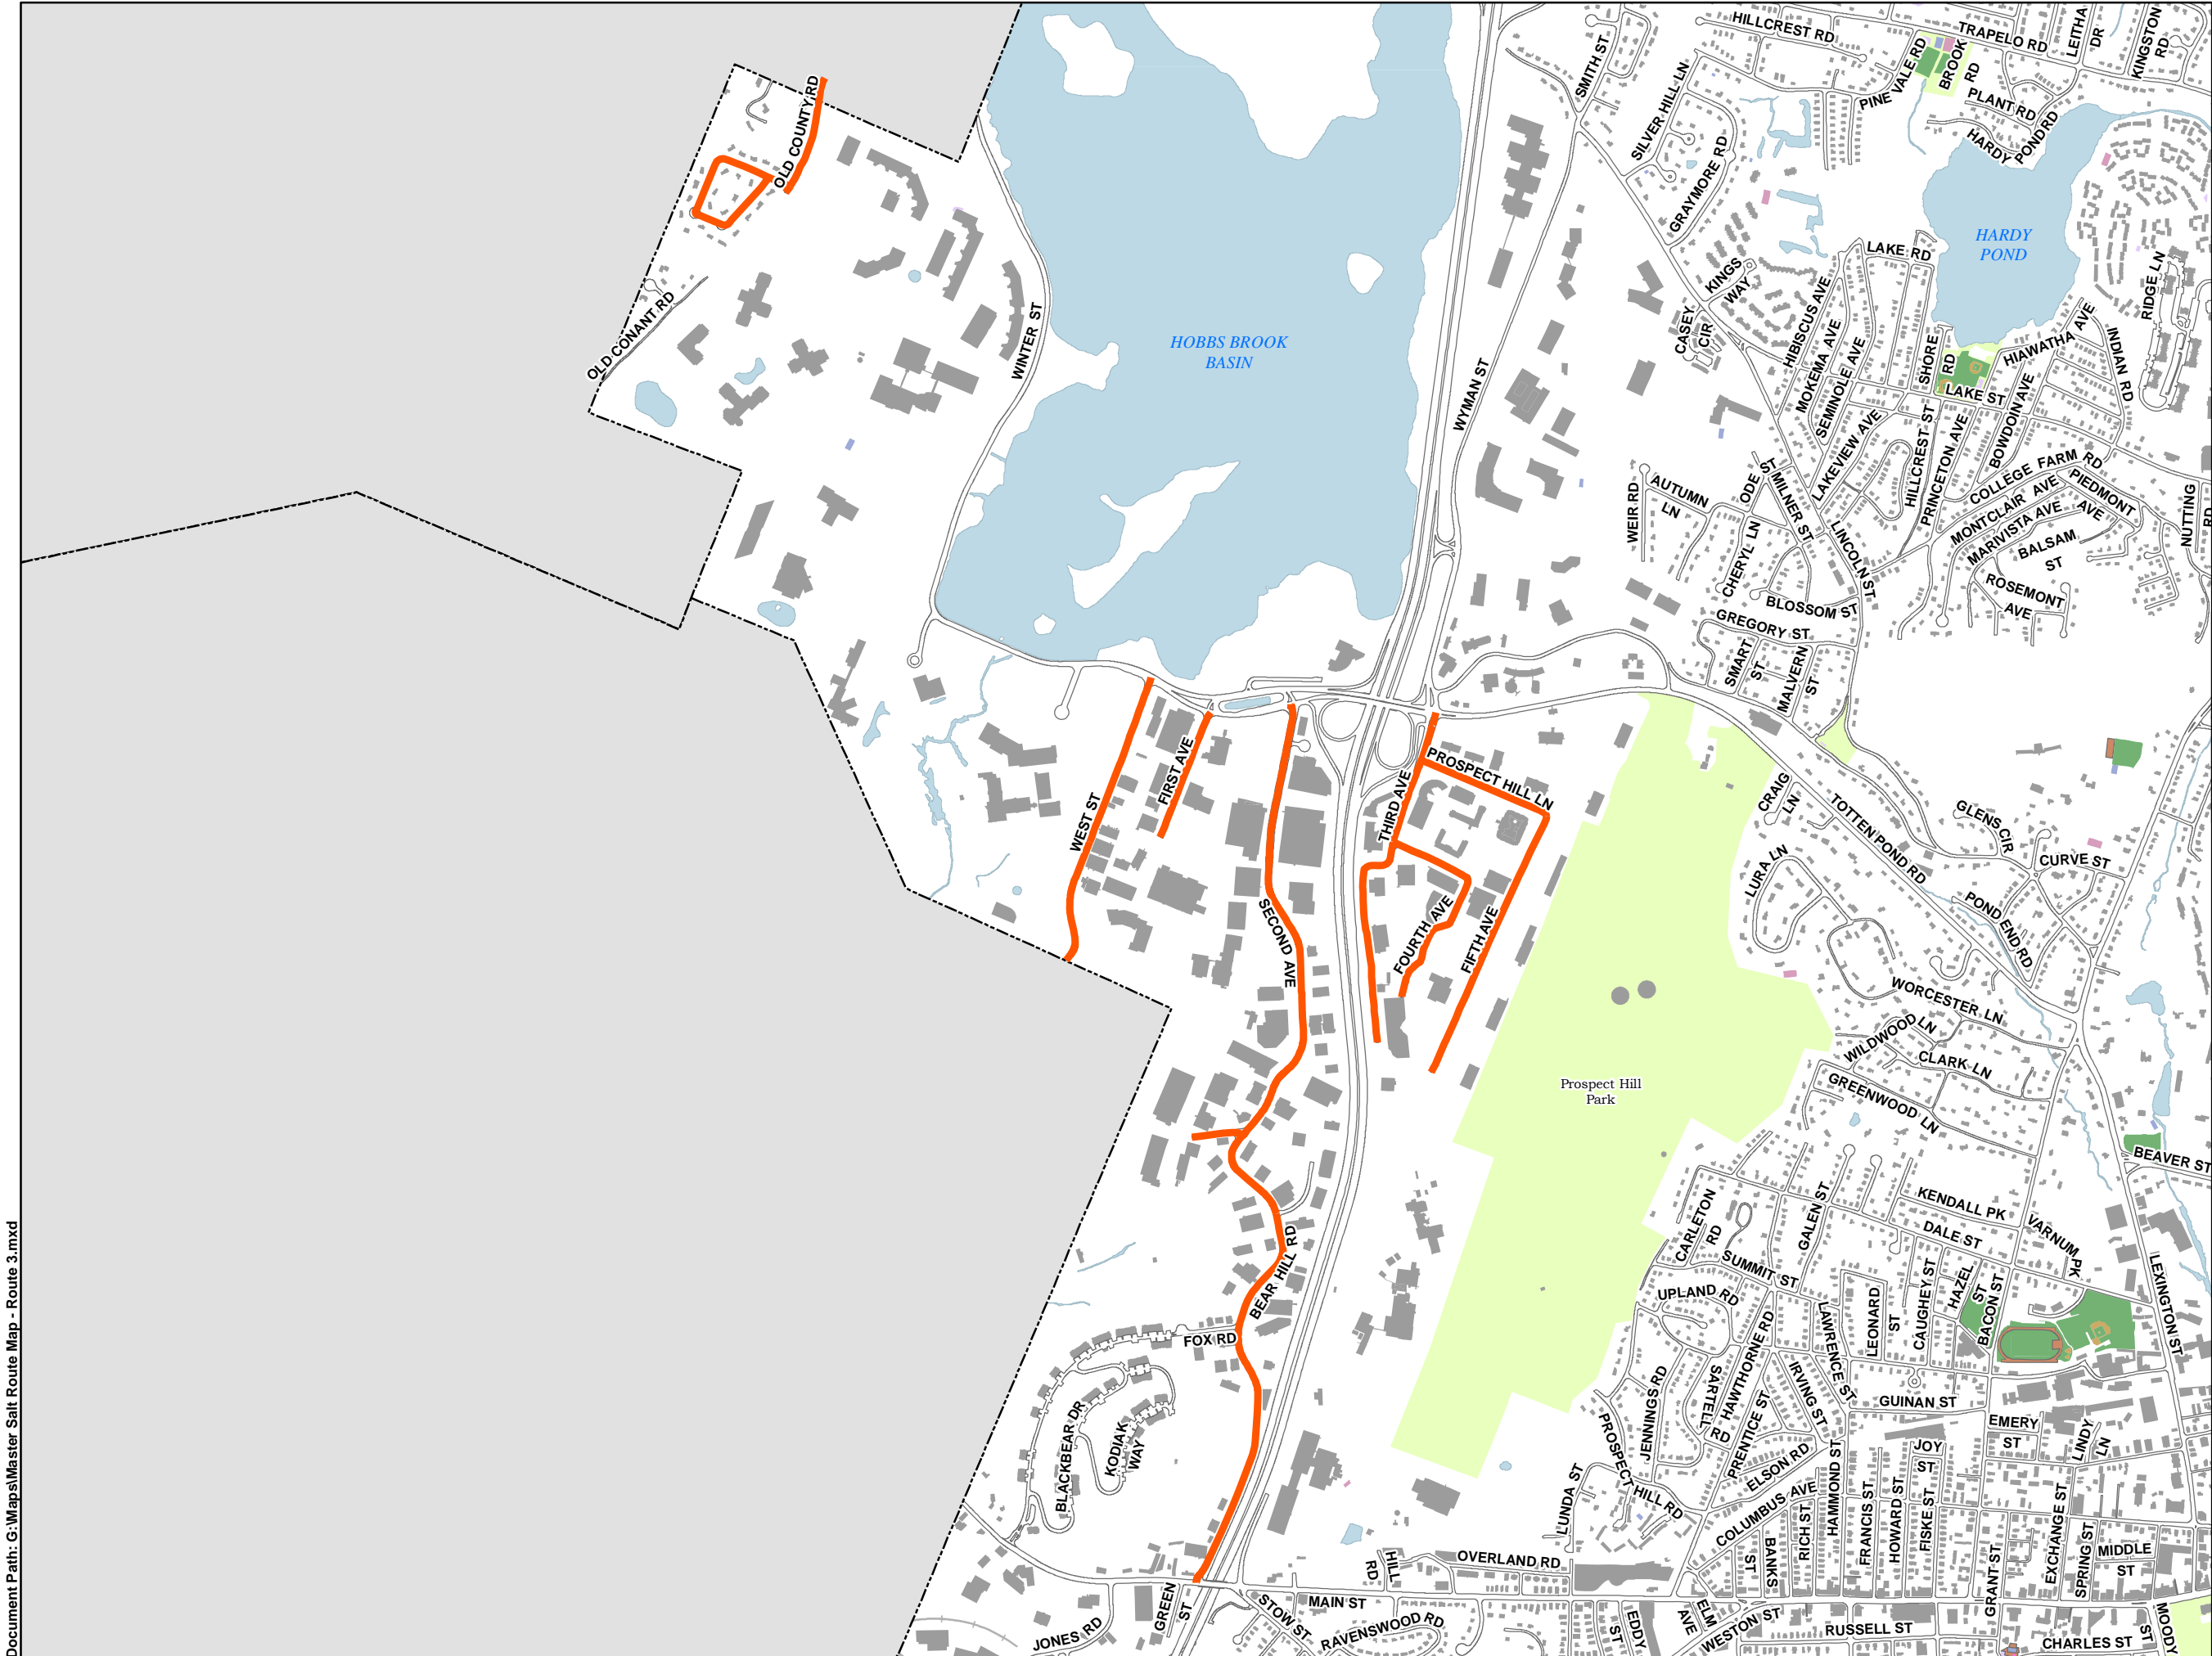 HILLCREST RD
TRAPELO RD
LEITHA
DR
KINGSTON
RD
SMITH ST
SILVER HILL LN
GRAYMORE RD
PINE VALE RD
BROOK
RD
PLANT RD
HARDY
POND RD
HARDY
POND
OLD COUNTY RD
OLD CONANT RD
WINTER ST
HOBBS BROOK
BASIN
WYMAN ST
KINGS
WAY
CASEY
CIR
LAKE RD
HIBISCUS AVE
MOKEMA AVE
SEMINOLE AVE
LAKEVIEW AVE
SHORE
RD
LAKE ST
HIAWATHA AVE
INDIAN RD
RIDGE LN
HILLCREST ST
PRINCETON AVE
BOWDOIN AVE
COLLEGE FARM RD
MONTCLAIR AVE
MARIVISTA AVE
PIEDMONT
AVE
BALSAM
ST
ROSEMONT
AVE
NUTTING
RD
WEIR RD
AUTUMN
LN
ODE ST
MILNER ST
CHERYL LN
LINCOLN ST
BLOSSOM ST
GREGORY ST
SMART
ST
MALVERN
ST
WEST ST
FIRST AVE
SECOND AVE
THIRD AVE
PROSPECT HILL LN
FOURTH AVE
FIFTH AVE
Prospect Hill
Park
CRAIG
LN
TOTTEN POND RD
LURA LN
GLENS CIR
CURVE ST
POND END RD
WORCESTER LN
WILDWOOD LN
CLARK LN
GREENWOOD LN
BEAVER ST
KENDALL PK
DALE ST
VARNUM
PK
CARLETON
RD
GALEN ST
SUMMIT ST
UPLAND RD
LAWRENCE ST
LEONARD
ST
CAUGHEY ST
HAZEL
ST
BACON ST
LEXINGTON ST
BEAR HILL RD
FOX RD
BLACKBEAR DR
KODIAK
WAY
JENNINGS RD
SARTELL
RD
HAWTHORNE RD
PRENTICE ST
IRVING ST
GUINAN ST
EMERY
ST
LINDY
LN
JOY
ST
PROSPECT HILL RD
ELSON RD
COLUMBUS AVE
LUNDA ST
HAMMOND ST
RICH ST
BANKS
ST
FRANCIS ST
HOWARD ST
FISKE ST
GRANT ST
EXCHANGE ST
SPRING ST
MIDDLE
ST
OVERLAND RD
HILL
RD
MAIN ST
STOW ST
RAVENSWOOD RD
GREEN
ST
JONES RD
EDDY
ST
ELM
AVE
WESTON ST
RUSSELL ST
CHARLES ST
MOODY
ST
Document Path: G:\Maps\Master Salt Route Map - Route 3.mxd